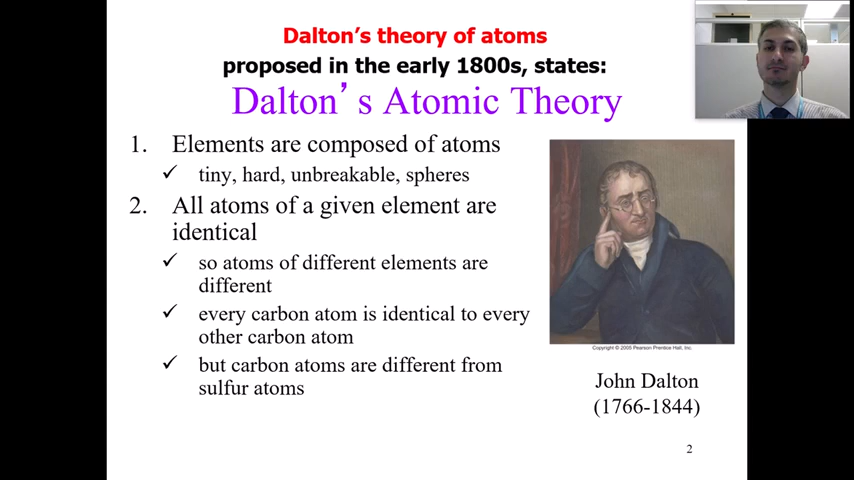 Dalton's theory of atoms
proposed in the early 1800s, states:
Dalton's Atomic Theory
1. Elements are composed of atoms
✓ tiny, hard, unbreakable, spheres
2. All atoms of a given element are
identical
✓ so atoms of different elements are
different
✓ every carbon atom is identical to every
other carbon atom
✓ but carbon atoms are different from
sulfur atoms
Copyright © 2005 Pearson Prentice Hall, Inc.
John Dalton
(1766-1844)
2